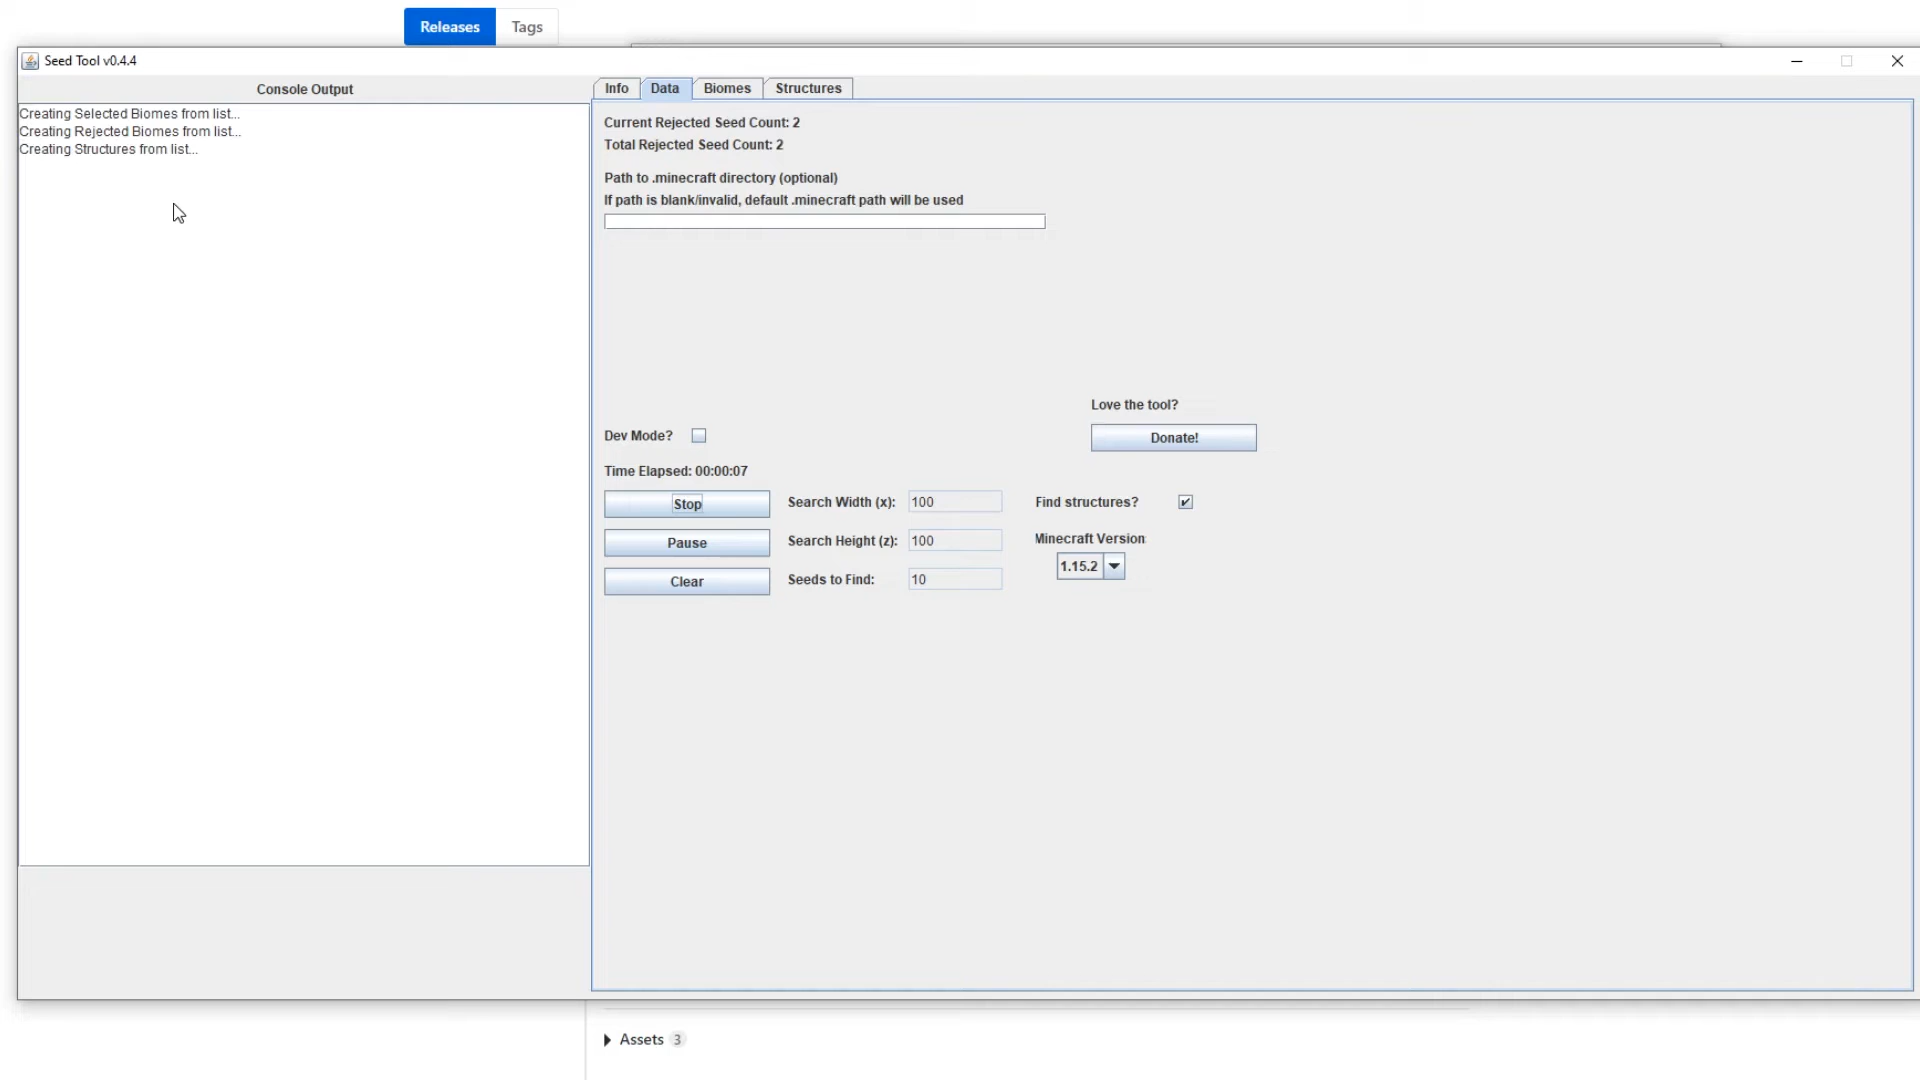 Releases
Tags
Seed Tool v0.4.4
Console Output
Creating Selected Biomes from list...
Creating Rejected Biomes from list...
Creating Structures from list...
Info
Data
Biomes
Structures
Current Rejected Seed Count: 2
Total Rejected Seed Count: 2
Path to .minecraft directory (optional)
If path is blank/invalid, default .minecraft path will be used
Love the tool?
Donate!
Dev Mode?
Time Elapsed: 00:00:07
Stop
Search Width (x): 100
Find structures?
Pause
Search Height (z): 100
Minecraft Version
1.15.2
Clear
Seeds to Find: 10
Assets 3